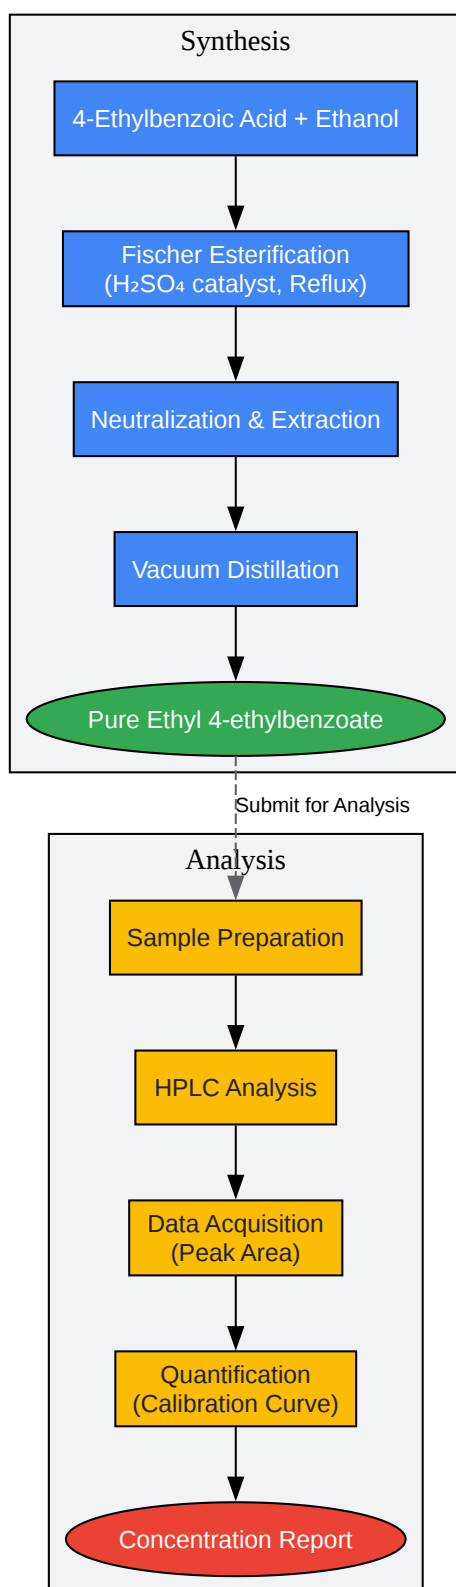 Synthesis
4-Ethylbenzoic Acid + Ethanol
Fischer Esterification
(H₂SO₄ catalyst, Reflux)
Neutralization & Extraction
Vacuum Distillation
Pure Ethyl 4-ethylbenzoate
Submit for Analysis
Analysis
Sample Preparation
HPLC Analysis
Data Acquisition
(Peak Area)
Quantification
(Calibration Curve)
Concentration Report